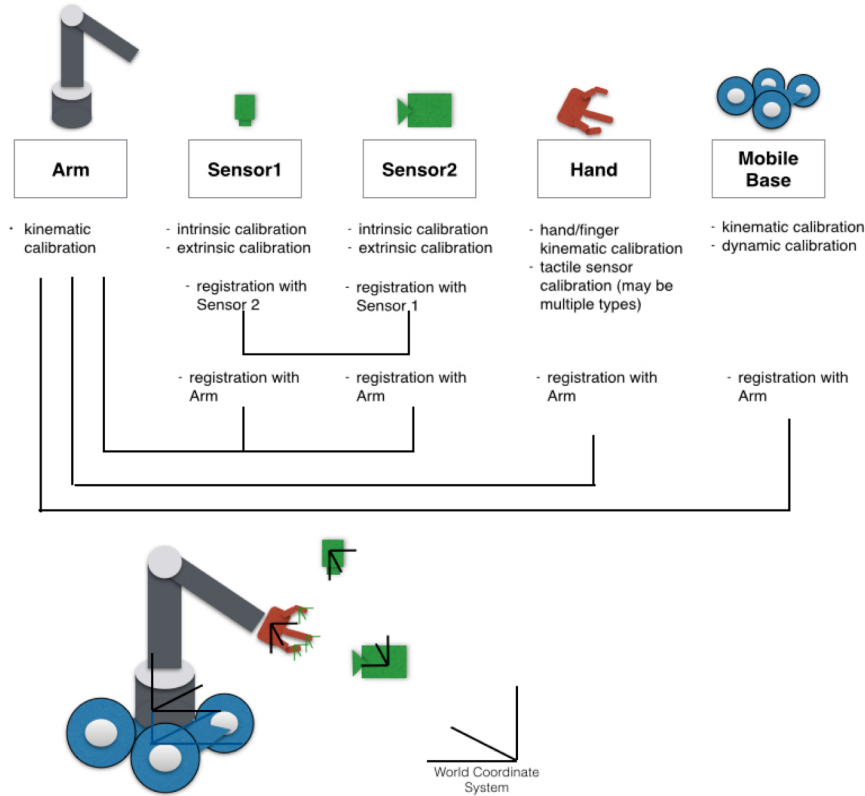 Arm
Sensor1
Sensor2
Hand
Mobile
Base
- kinematic
calibration
- intrinsic calibration
- extrinsic calibration
- registration with
Sensor 2
- intrinsic calibration
- extrinsic calibration
- registration with
Sensor 1
- hand/finger
kinematic calibration
- tactile sensor
calibration (may be
multiple types)
- kinematic calibration
- dynamic calibration
- registration with
Arm
- registration with
Arm
- registration with
Arm
- registration with
Arm
World Coordinate
System